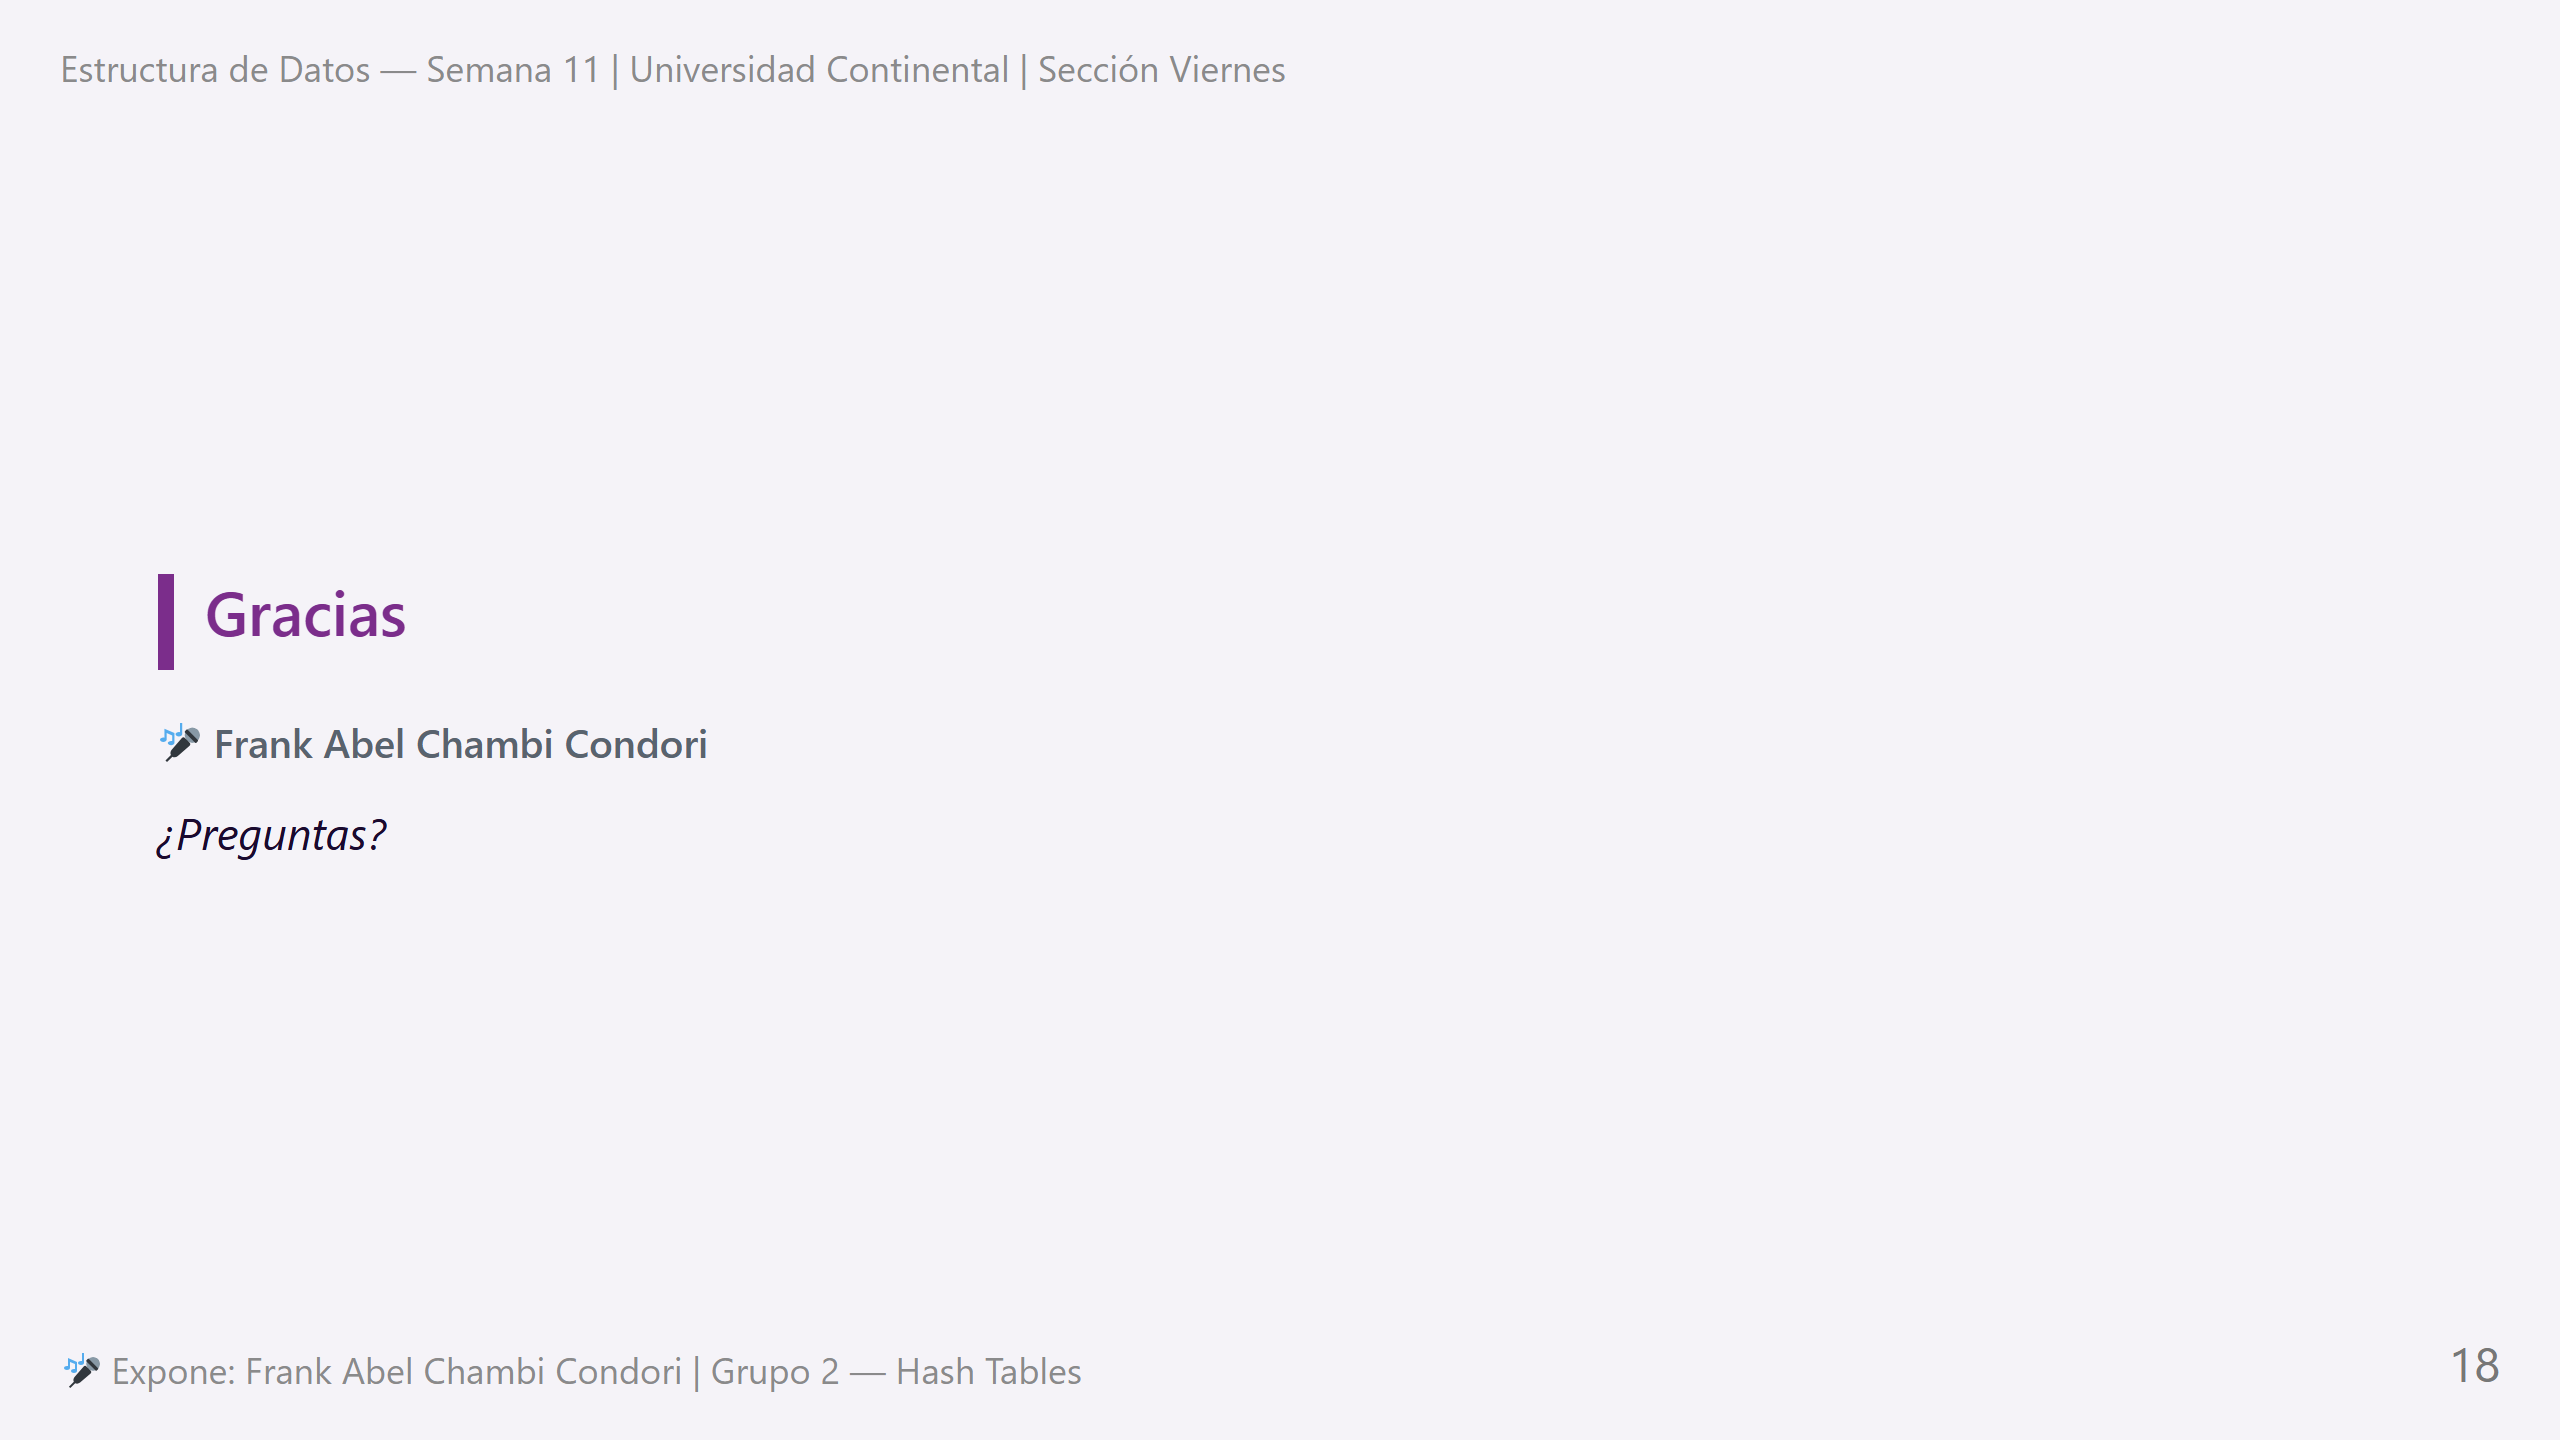 Estructura de Datos — Semana 11 | Universidad Continental | Sección Viernes
Gracias
🎤 Frank Abel Chambi Condori
¿Preguntas?
🎤 Expone: Frank Abel Chambi Condori | Grupo 2 — Hash Tables
18